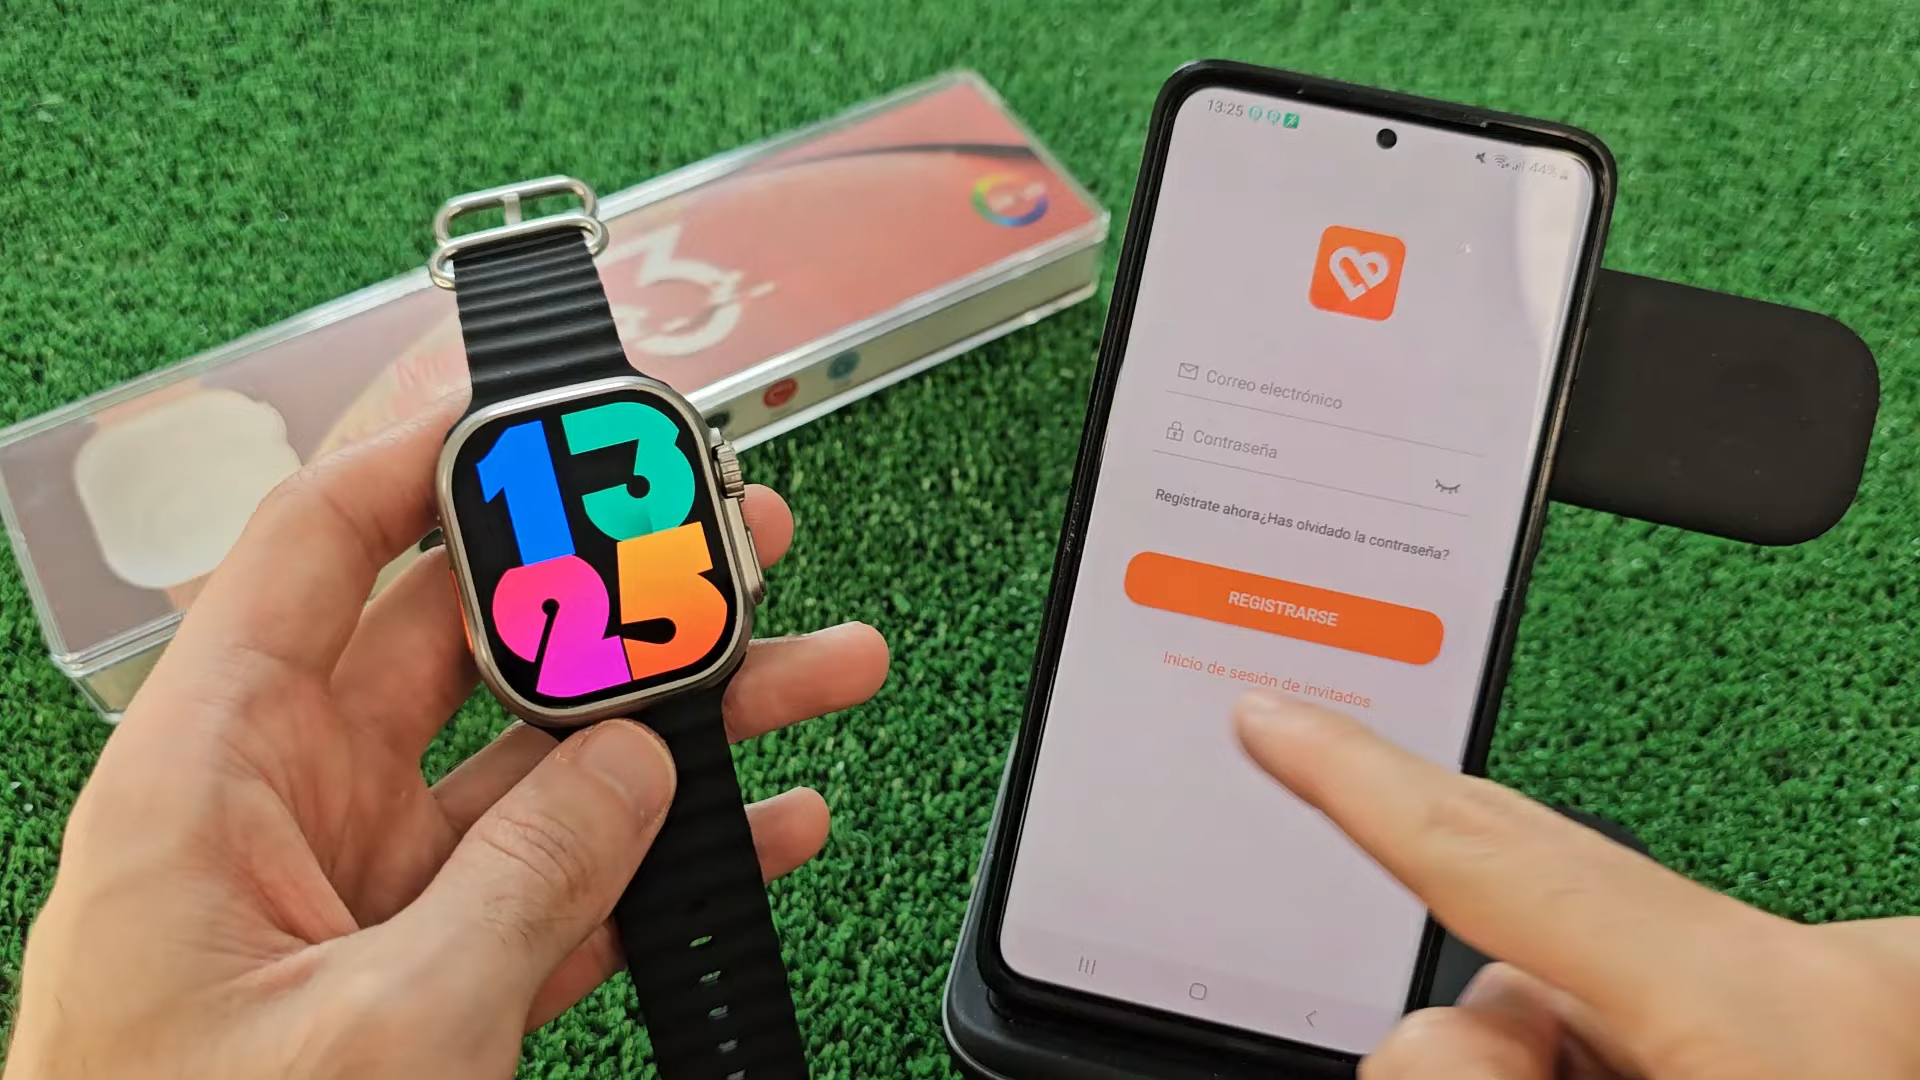 13
25
13:25
44%
Correo electrónico
Contraseña
Regístrate ahora¿Has olvidado la contraseña?
REGISTRARSE
Inicio de sesión de invitados